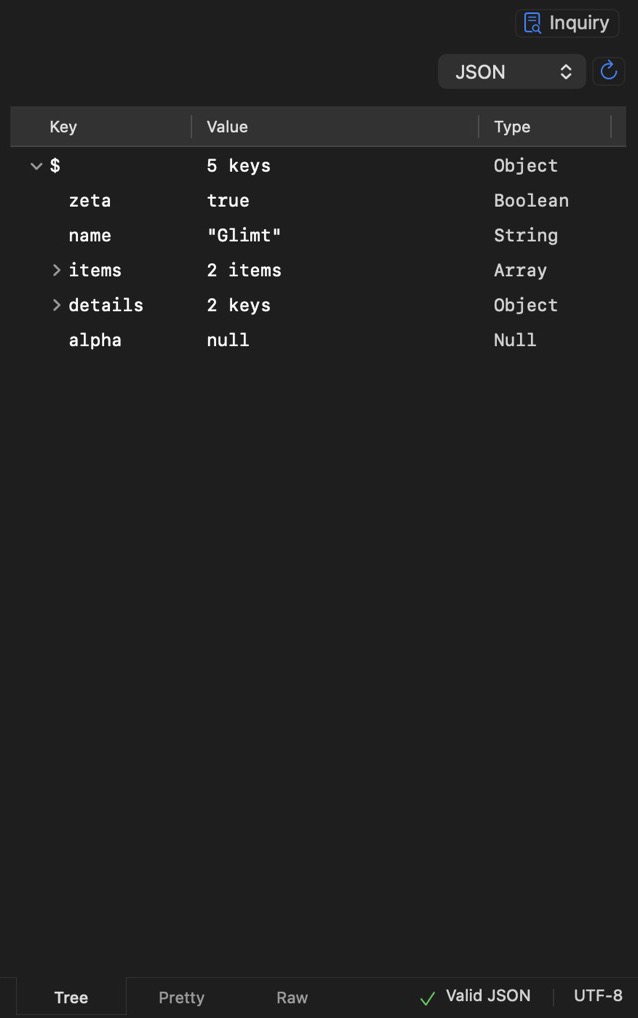 Inquiry
JSON
Key Value Type
$ 5 keys Object
zeta true Boolean
name "Glimt" String
items 2 items Array
details 2 keys Object
alpha null Null
Tree Pretty Raw Valid JSON UTF-8